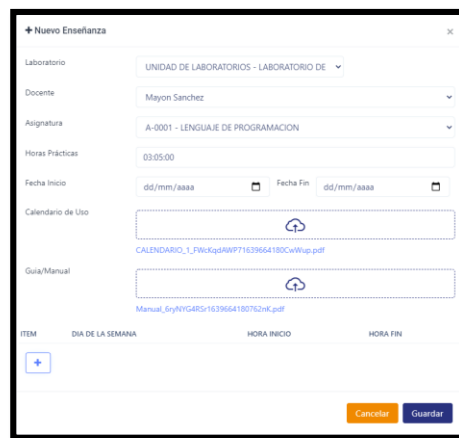 + Nuevo Enseñanza ×
Laboratorio UNIDAD DE LABORATORIOS - LABORATORIO DE
Docente Mayon Sanchez
Asignatura A-0001 - LENGUAJE DE PROGRAMACION
Horas Prácticas 03:05:00
Fecha Inicio dd/mm/aaaa Fecha Fin dd/mm/aaaa
Calendario de Uso
CALENDARIO_1_FWcKqdAWP71639664180CwWup.pdf
Guia/Manual
Manual_6ryNYG4RSr1639664180762nK.pdf
ITEM DIA DE LA SEMANA HORA INICIO HORA FIN
+
Cancelar Guardar